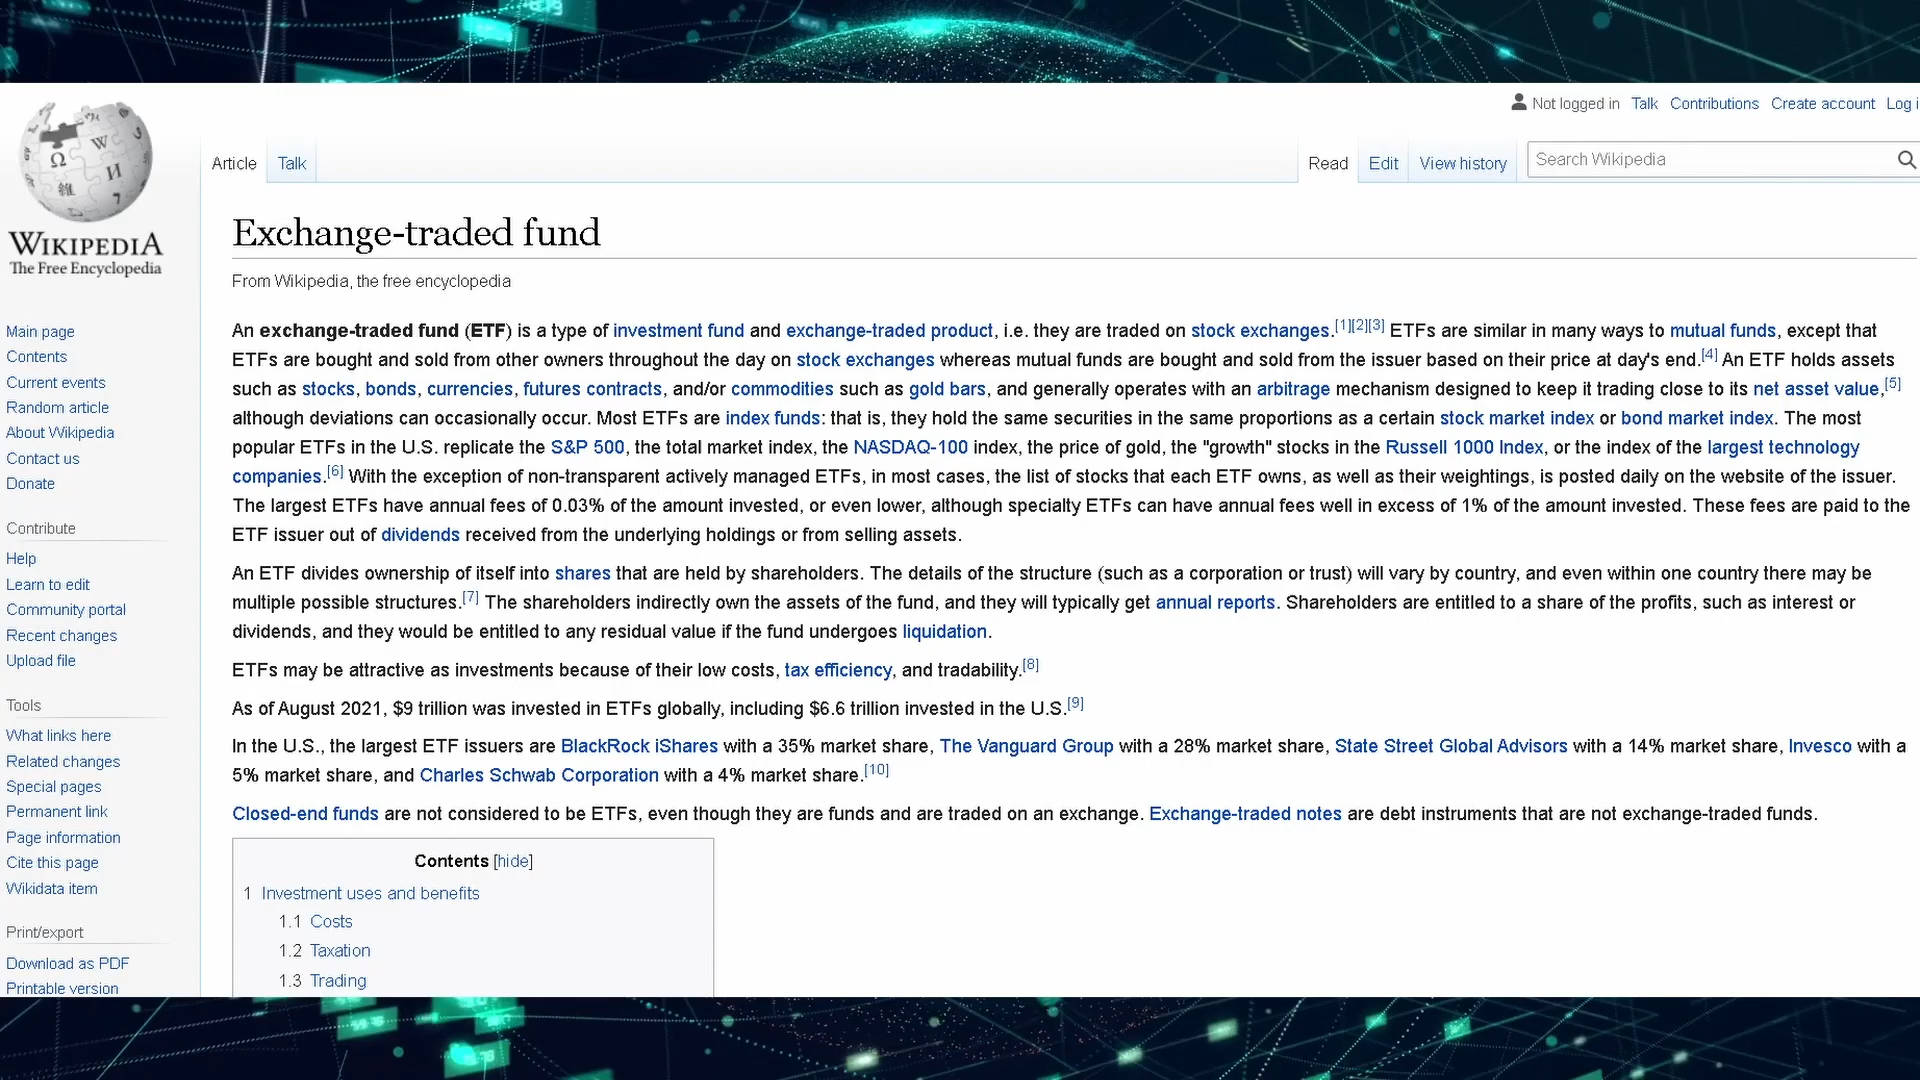 Not logged in Talk Contributions Create account Log i
Article Talk Read Edit View history Search Wikipedia
WIKIPEDIA
The Free Encyclopedia
Exchange-traded fund
From Wikipedia, the free encyclopedia
An exchange-traded fund (ETF) is a type of investment fund and exchange-traded product, i.e. they are traded on stock exchanges.[1][2][3] ETFs are similar in many ways to mutual funds, except that
ETFs are bought and sold from other owners throughout the day on stock exchanges whereas mutual funds are bought and sold from the issuer based on their price at day's end.[4] An ETF holds assets
such as stocks, bonds, currencies, futures contracts, and/or commodities such as gold bars, and generally operates with an arbitrage mechanism designed to keep it trading close to its net asset value,[5]
although deviations can occasionally occur. Most ETFs are index funds: that is, they hold the same securities in the same proportions as a certain stock market index or bond market index. The most
popular ETFs in the U.S. replicate the S&P 500, the total market index, the NASDAQ-100 index, the price of gold, the "growth" stocks in the Russell 1000 Index, or the index of the largest technology
companies.[6] With the exception of non-transparent actively managed ETFs, in most cases, the list of stocks that each ETF owns, as well as their weightings, is posted daily on the website of the issuer.
The largest ETFs have annual fees of 0.03% of the amount invested, or even lower, although specialty ETFs can have annual fees well in excess of 1% of the amount invested. These fees are paid to the
ETF issuer out of dividends received from the underlying holdings or from selling assets.
An ETF divides ownership of itself into shares that are held by shareholders. The details of the structure (such as a corporation or trust) will vary by country, and even within one country there may be
multiple possible structures.[7] The shareholders indirectly own the assets of the fund, and they will typically get annual reports. Shareholders are entitled to a share of the profits, such as interest or
dividends, and they would be entitled to any residual value if the fund undergoes liquidation.
ETFs may be attractive as investments because of their low costs, tax efficiency, and tradability.[8]
As of August 2021, $9 trillion was invested in ETFs globally, including $6.6 trillion invested in the U.S.[9]
In the U.S., the largest ETF issuers are BlackRock iShares with a 35% market share, The Vanguard Group with a 28% market share, State Street Global Advisors with a 14% market share, Invesco with a
5% market share, and Charles Schwab Corporation with a 4% market share.[10]
Closed-end funds are not considered to be ETFs, even though they are funds and are traded on an exchange. Exchange-traded notes are debt instruments that are not exchange-traded funds.
Contents [hide]
1 Investment uses and benefits
1.1 Costs
1.2 Taxation
1.3 Trading
Main page
Contents
Current events
Random article
About Wikipedia
Contact us
Donate
Contribute
Help
Learn to edit
Community portal
Recent changes
Upload file
Tools
What links here
Related changes
Special pages
Permanent link
Page information
Cite this page
Wikidata item
Print/export
Download as PDF
Printable version